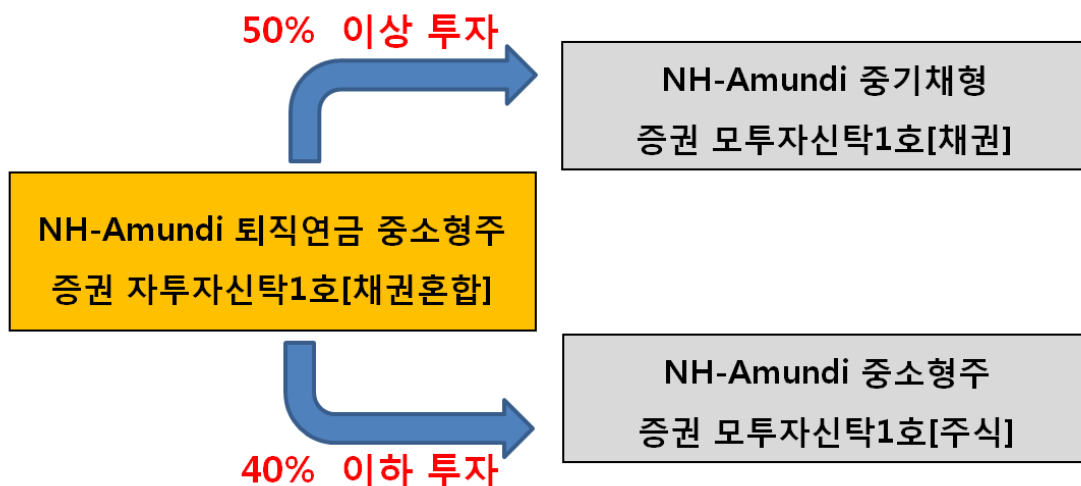 50% 이상 투자
NH-Amundi 중기채형
증권 모투자신탁1호[채권]
NH-Amundi 퇴직연금 중소형주
증권 자투자신탁1호[채권혼합]
NH-Amundi 중소형주
증권 모투자신탁1호[주식]
40% 이하 투자